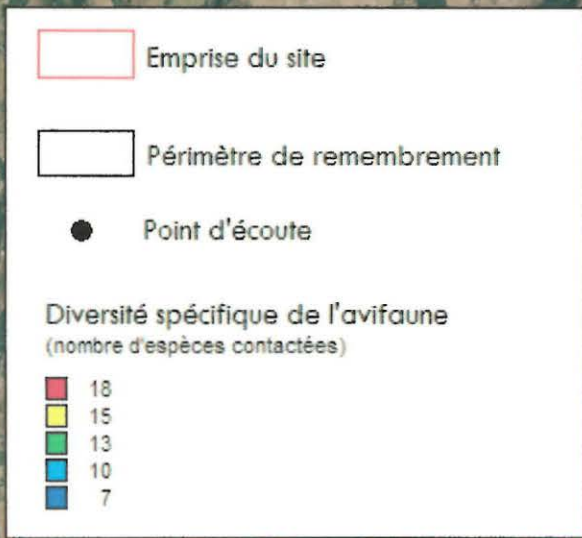 Emprise du site
Périmètre de remembrement
Point d'écoute
Diversité spécifique de l'avifaune
(nombre d'espèces contactées)
18
15
13
10
7